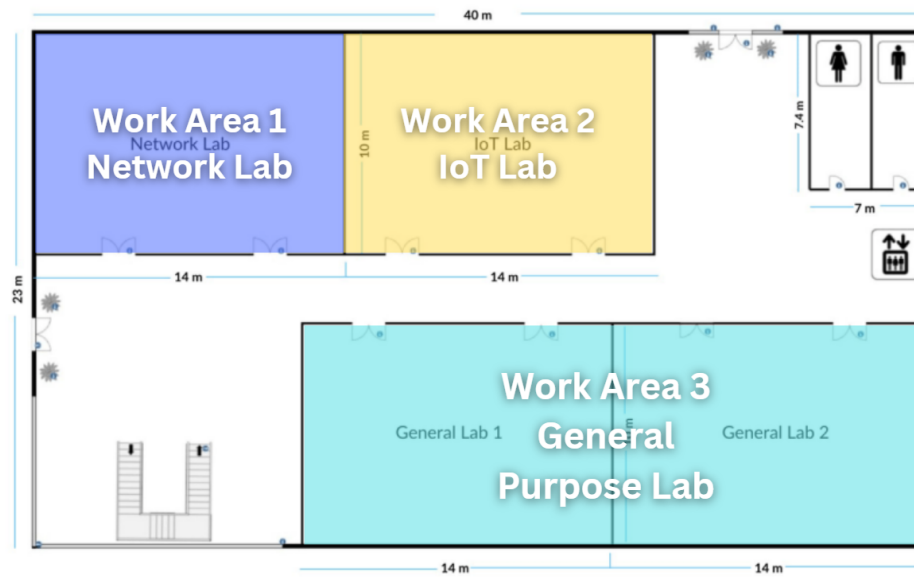 40 m
Work Area 1
Network Lab
Network Lab
Work Area 2
IoT Lab
IoT Lab
10 m
7.4 m
7 m
14 m
14 m
23 m
Work Area 3
General
Purpose Lab
General Lab 1
General Lab 2
14 m
14 m